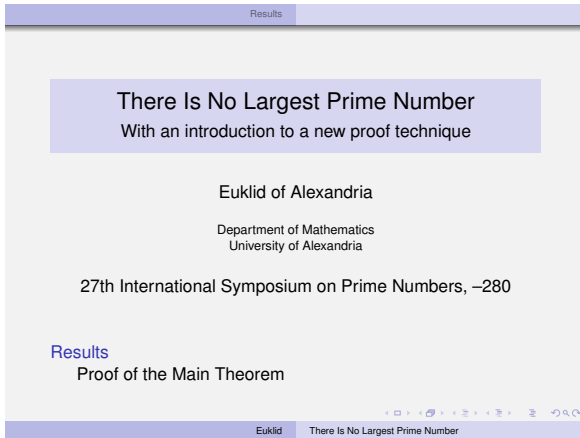 Results
There Is No Largest Prime Number
With an introduction to a new proof technique
Euklid of Alexandria
Department of Mathematics
University of Alexandria
27th International Symposium on Prime Numbers, –280
Results
Proof of the Main Theorem
Euklid There Is No Largest Prime Number